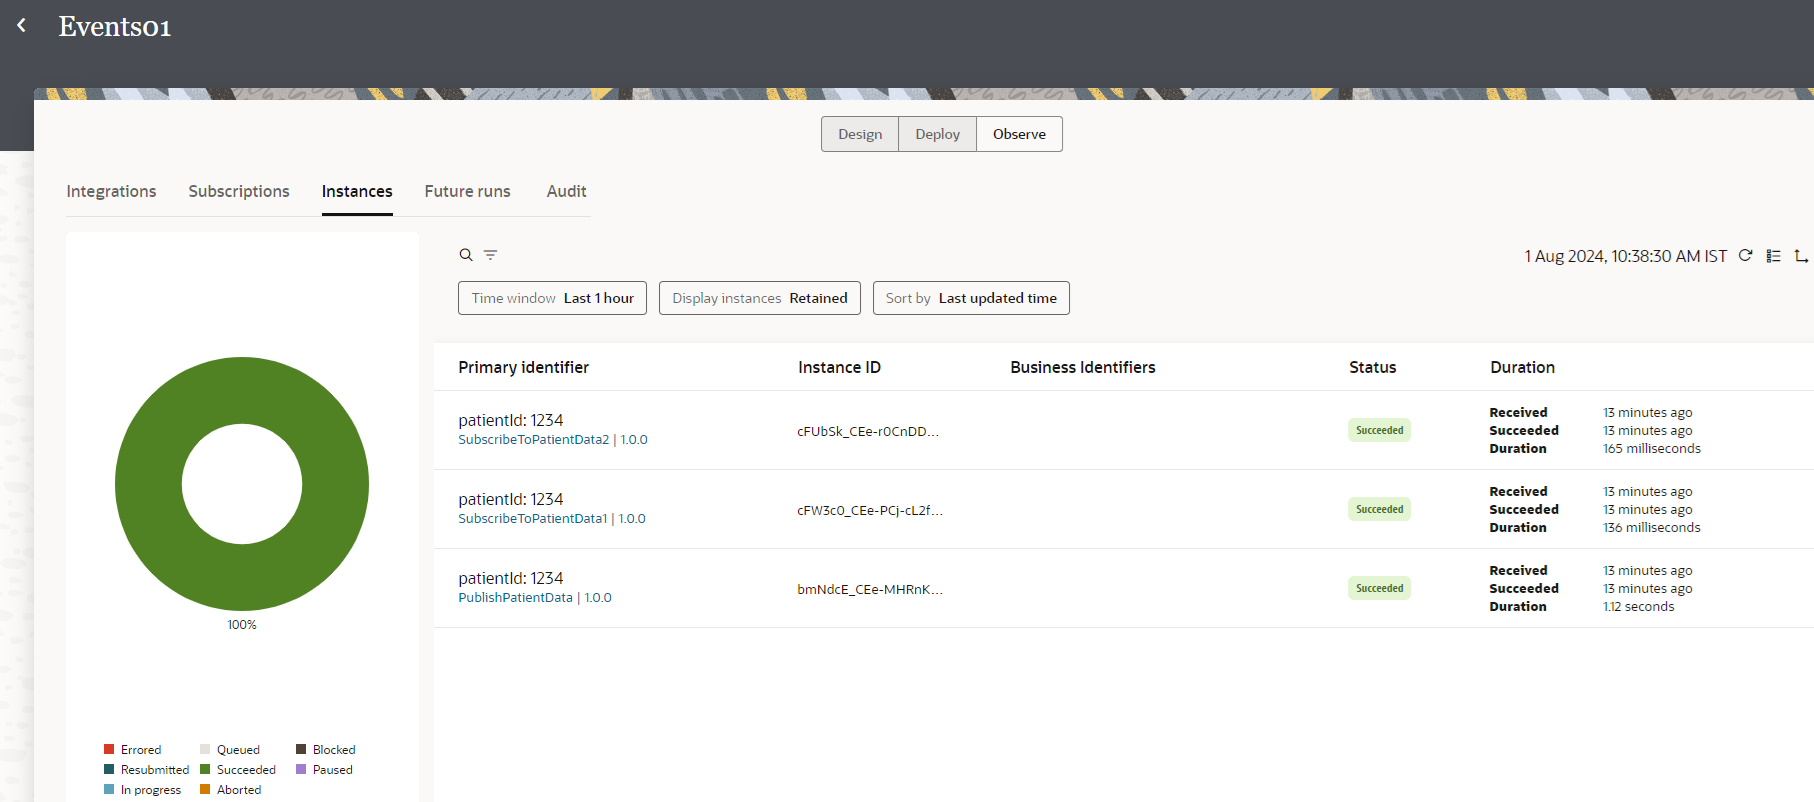 Events01
Design Deploy Observe
Integrations Subscriptions Instances Future runs Audit
1 Aug 2024, 10:38:30 AM IST
Time window Last 1 hour Display instances Retained Sort by Last updated time
Primary identifier Instance ID Business Identifiers Status Duration
patientId: 1234
SubscribeToPatientData2 | 1.0.0
cFUbSk_CEe-r0CnDD...
Succeeded
Received 13 minutes ago
Succeeded 13 minutes ago
Duration 165 milliseconds
patientId: 1234
SubscribeToPatientData1 | 1.0.0
cFW3c0_CEe-PCj-cL2f...
Succeeded
Received 13 minutes ago
Succeeded 13 minutes ago
Duration 136 milliseconds
patientId: 1234
PublishPatientData | 1.0.0
bmNdcE_CEe-MHRnK...
Succeeded
Received 13 minutes ago
Succeeded 13 minutes ago
Duration 1.12 seconds
100%
Errored Queued Blocked
Resubmitted Succeeded Paused
In progress Aborted